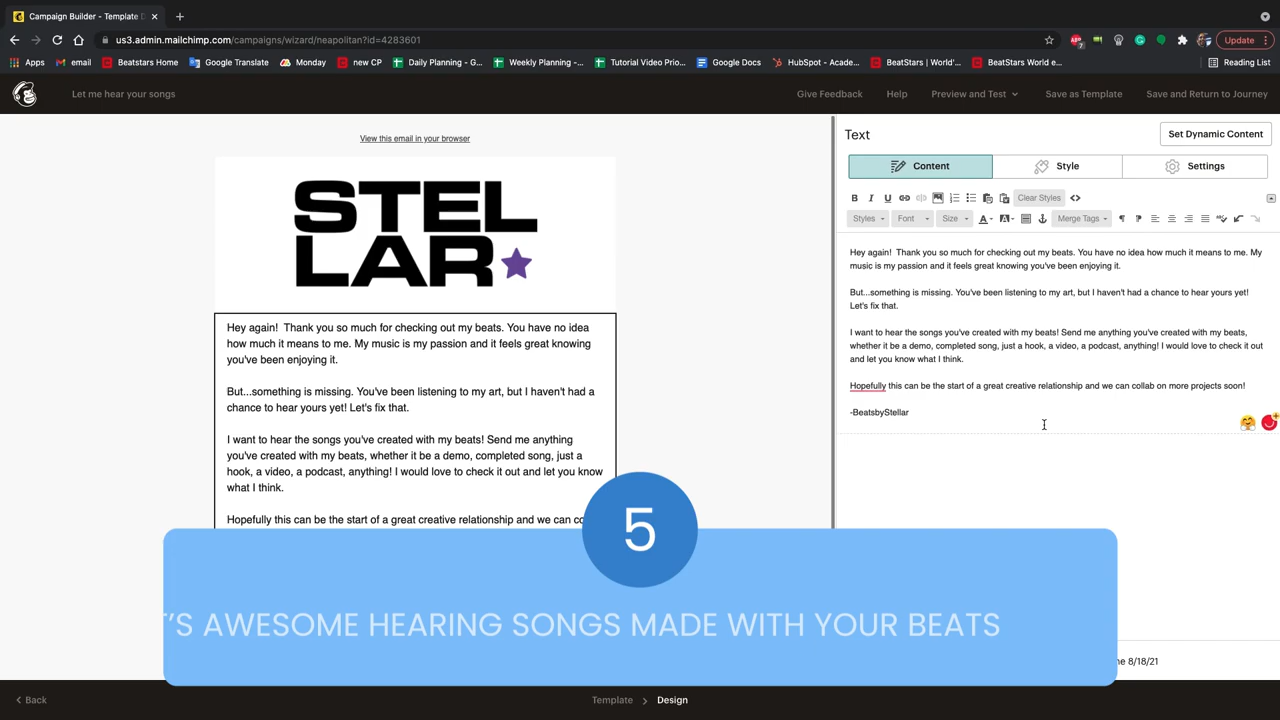 Campaign Builder - Template D
us3.admin.mailchimp.com/campaigns/wizard/neapolitan?id=4283601
Update
Apps
email
Beatstars Home
Google Translate
Monday
new CP
Daily Planning - G...
Weekly Planning -...
Tutorial Video Prio...
Google Docs
HubSpot - Acade...
BeatStars | World'...
BeatStars World e...
Reading List
Let me hear your songs
Give Feedback
Help
Preview and Test
Save as Template
Save and Return to Journey
View this email in your browser
STEL
LAR
Hey again!  Thank you so much for checking out my beats. You have no idea
how much it means to me. My music is my passion and it feels great knowing
you've been enjoying it.
But...something is missing. You've been listening to my art, but I haven't had a
chance to hear yours yet! Let's fix that.
I want to hear the songs you've created with my beats! Send me anything
you've created with my beats, whether it be a demo, completed song, just a
hook, a video, a podcast, anything! I would love to check it out and let you know
what I think.
Hopefully this can be the start of a great creative relationship and we can co
Text
Set Dynamic Content
Content
Style
Settings
B I U
Clear Styles
Styles
Font
Size
A
A
Merge Tags
Hey again!  Thank you so much for checking out my beats. You have no idea how much it means to me. My
music is my passion and it feels great knowing you've been enjoying it.
But...something is missing. You've been listening to my art, but I haven't had a chance to hear yours yet!
Let's fix that.
I want to hear the songs you've created with my beats! Send me anything you've created with my beats,
whether it be a demo, completed song, just a hook, a video, a podcast, anything! I would love to check it out
and let you know what I think.
Hopefully this can be the start of a great creative relationship and we can collab on more projects soon!
-BeatsbyStellar
5
'S AWESOME HEARING SONGS MADE WITH YOUR BEATS
8/18/21
Back
Template
Design